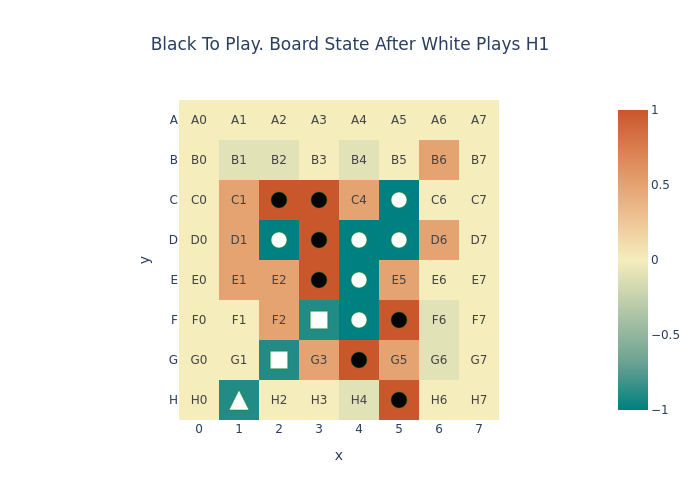 Black To Play. Board State After White Plays H1
A A0 A1 A2 A3 A4 A5 A6 A7
B B0 B1 B2 B3 B4 B5 B6 B7
C C0 C1 C4 C6 C7
D D0 D1 D6 D7
E E0 E1 E2 E5 E6 E7
F F0 F1 F2 F6 F7
G G0 G1 G3 G5 G6 G7
H H0 H2 H3 H4 H6 H7
0 1 2 3 4 5 6 7
x
y
1
0.5
0
−0.5
−1